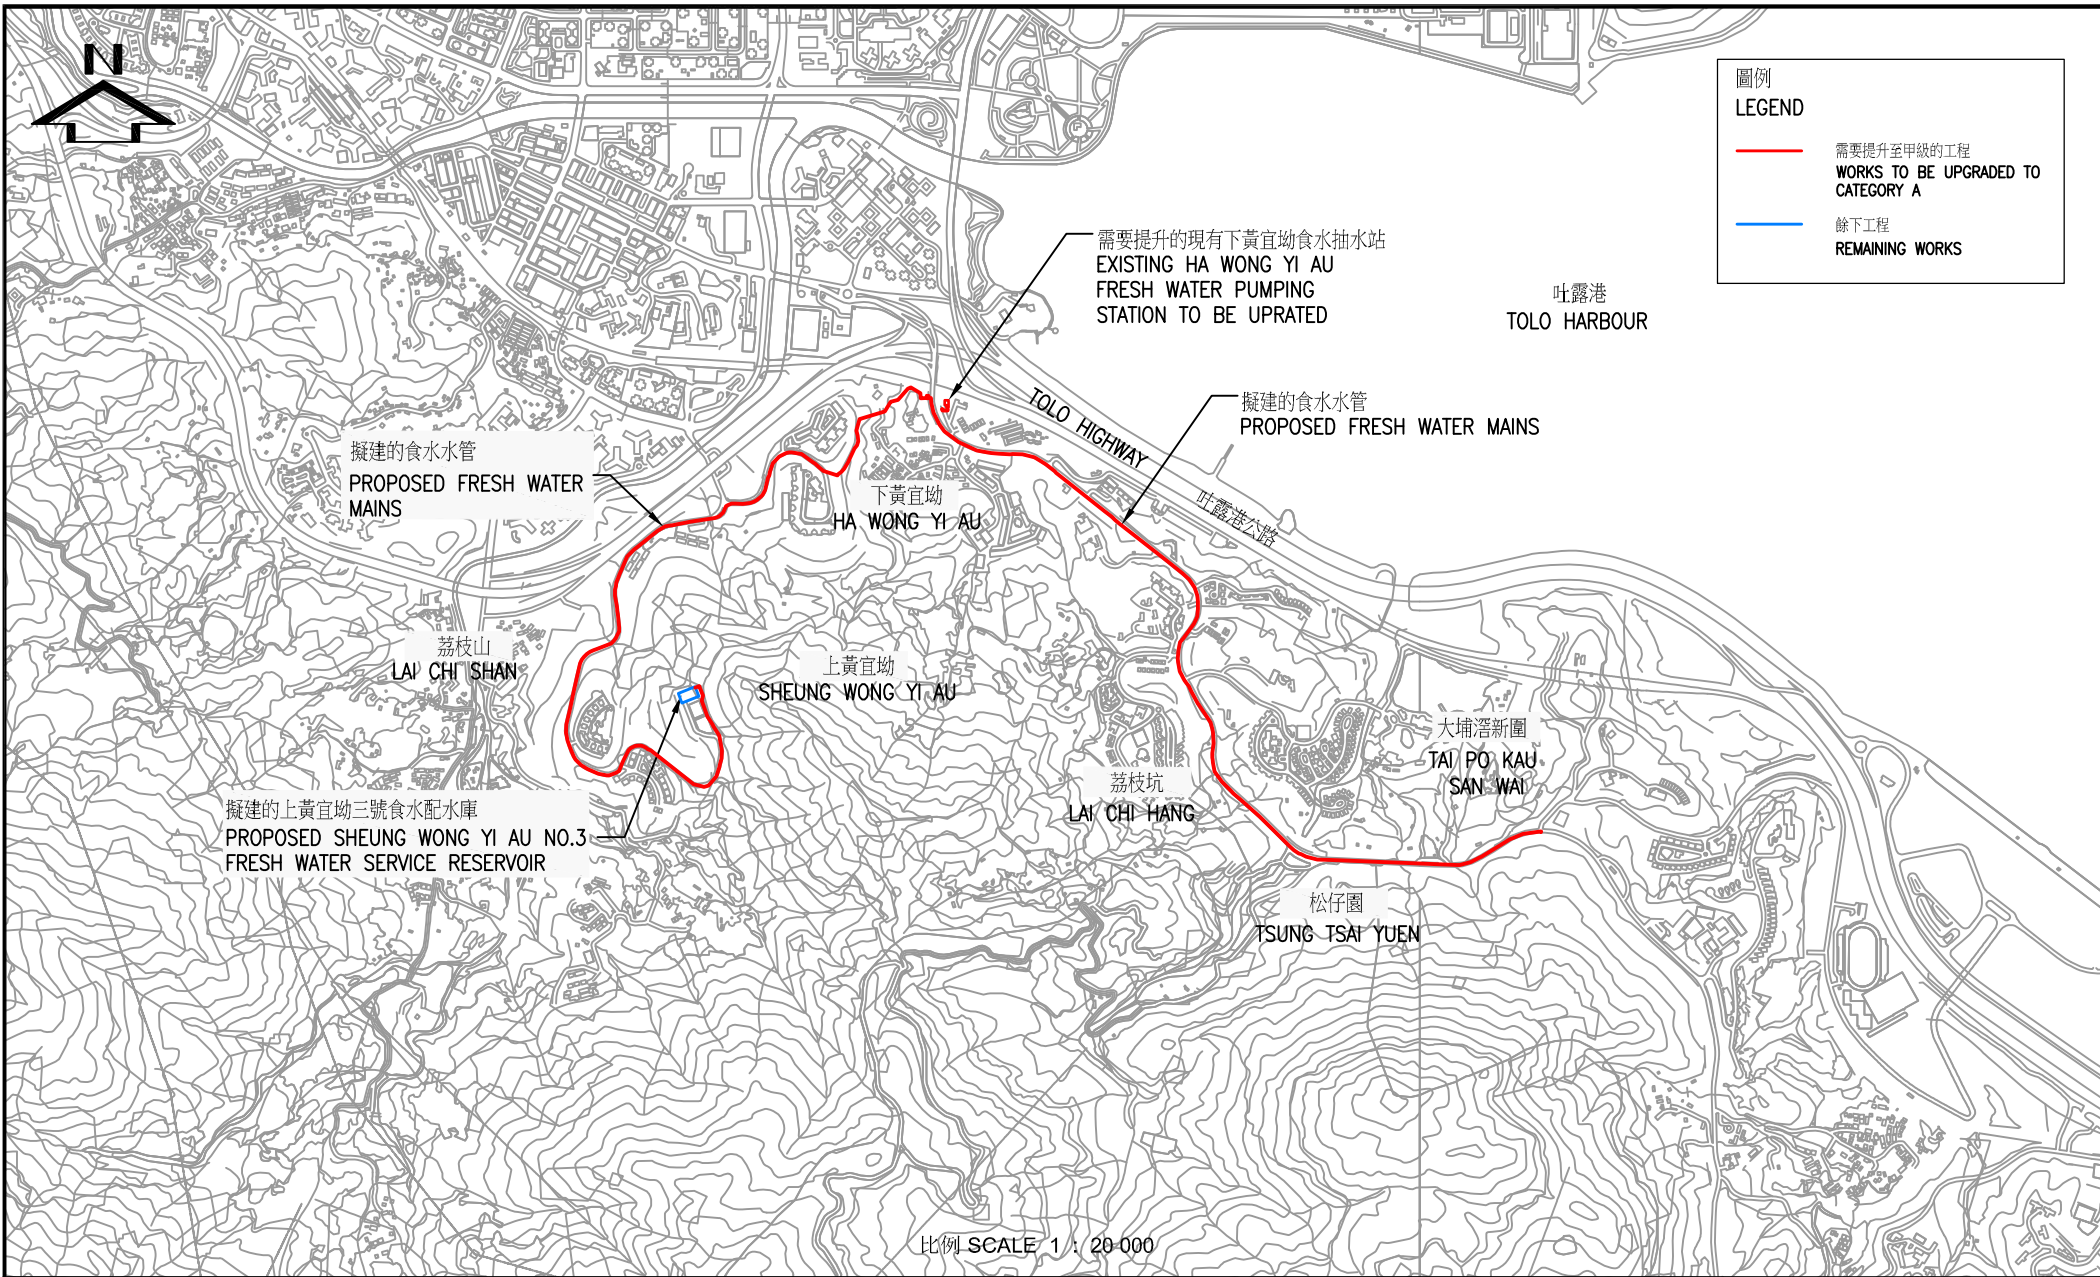 N
圖例
LEGEND
需要提升至甲級的工程
WORKS TO BE UPGRADED TO
CATEGORY A
餘下工程
REMAINING WORKS
需要提升的現有下黃宜坳食水抽水站
EXISTING HA WONG YI AU
FRESH WATER PUMPING
STATION TO BE UPRATED
吐露港
TOLO HARBOUR
TOLO HIGHWAY
吐露港公路
擬建的食水水管
PROPOSED FRESH WATER MAINS
擬建的食水水管
PROPOSED FRESH WATER
MAINS
下黃宜坳
HA WONG YI AU
荔枝山
LAI CHI SHAN
上黃宜坳
SHEUNG WONG YI AU
大埔滘新圍
TAI PO KAU
SAN WAI
荔枝坑
LAI CHI HANG
擬建的上黃宜坳三號食水配水庫
PROPOSED SHEUNG WONG YI AU NO.3
FRESH WATER SERVICE RESERVOIR
松仔園
TSUNG TSAI YUEN
比例 SCALE 1 : 20 000